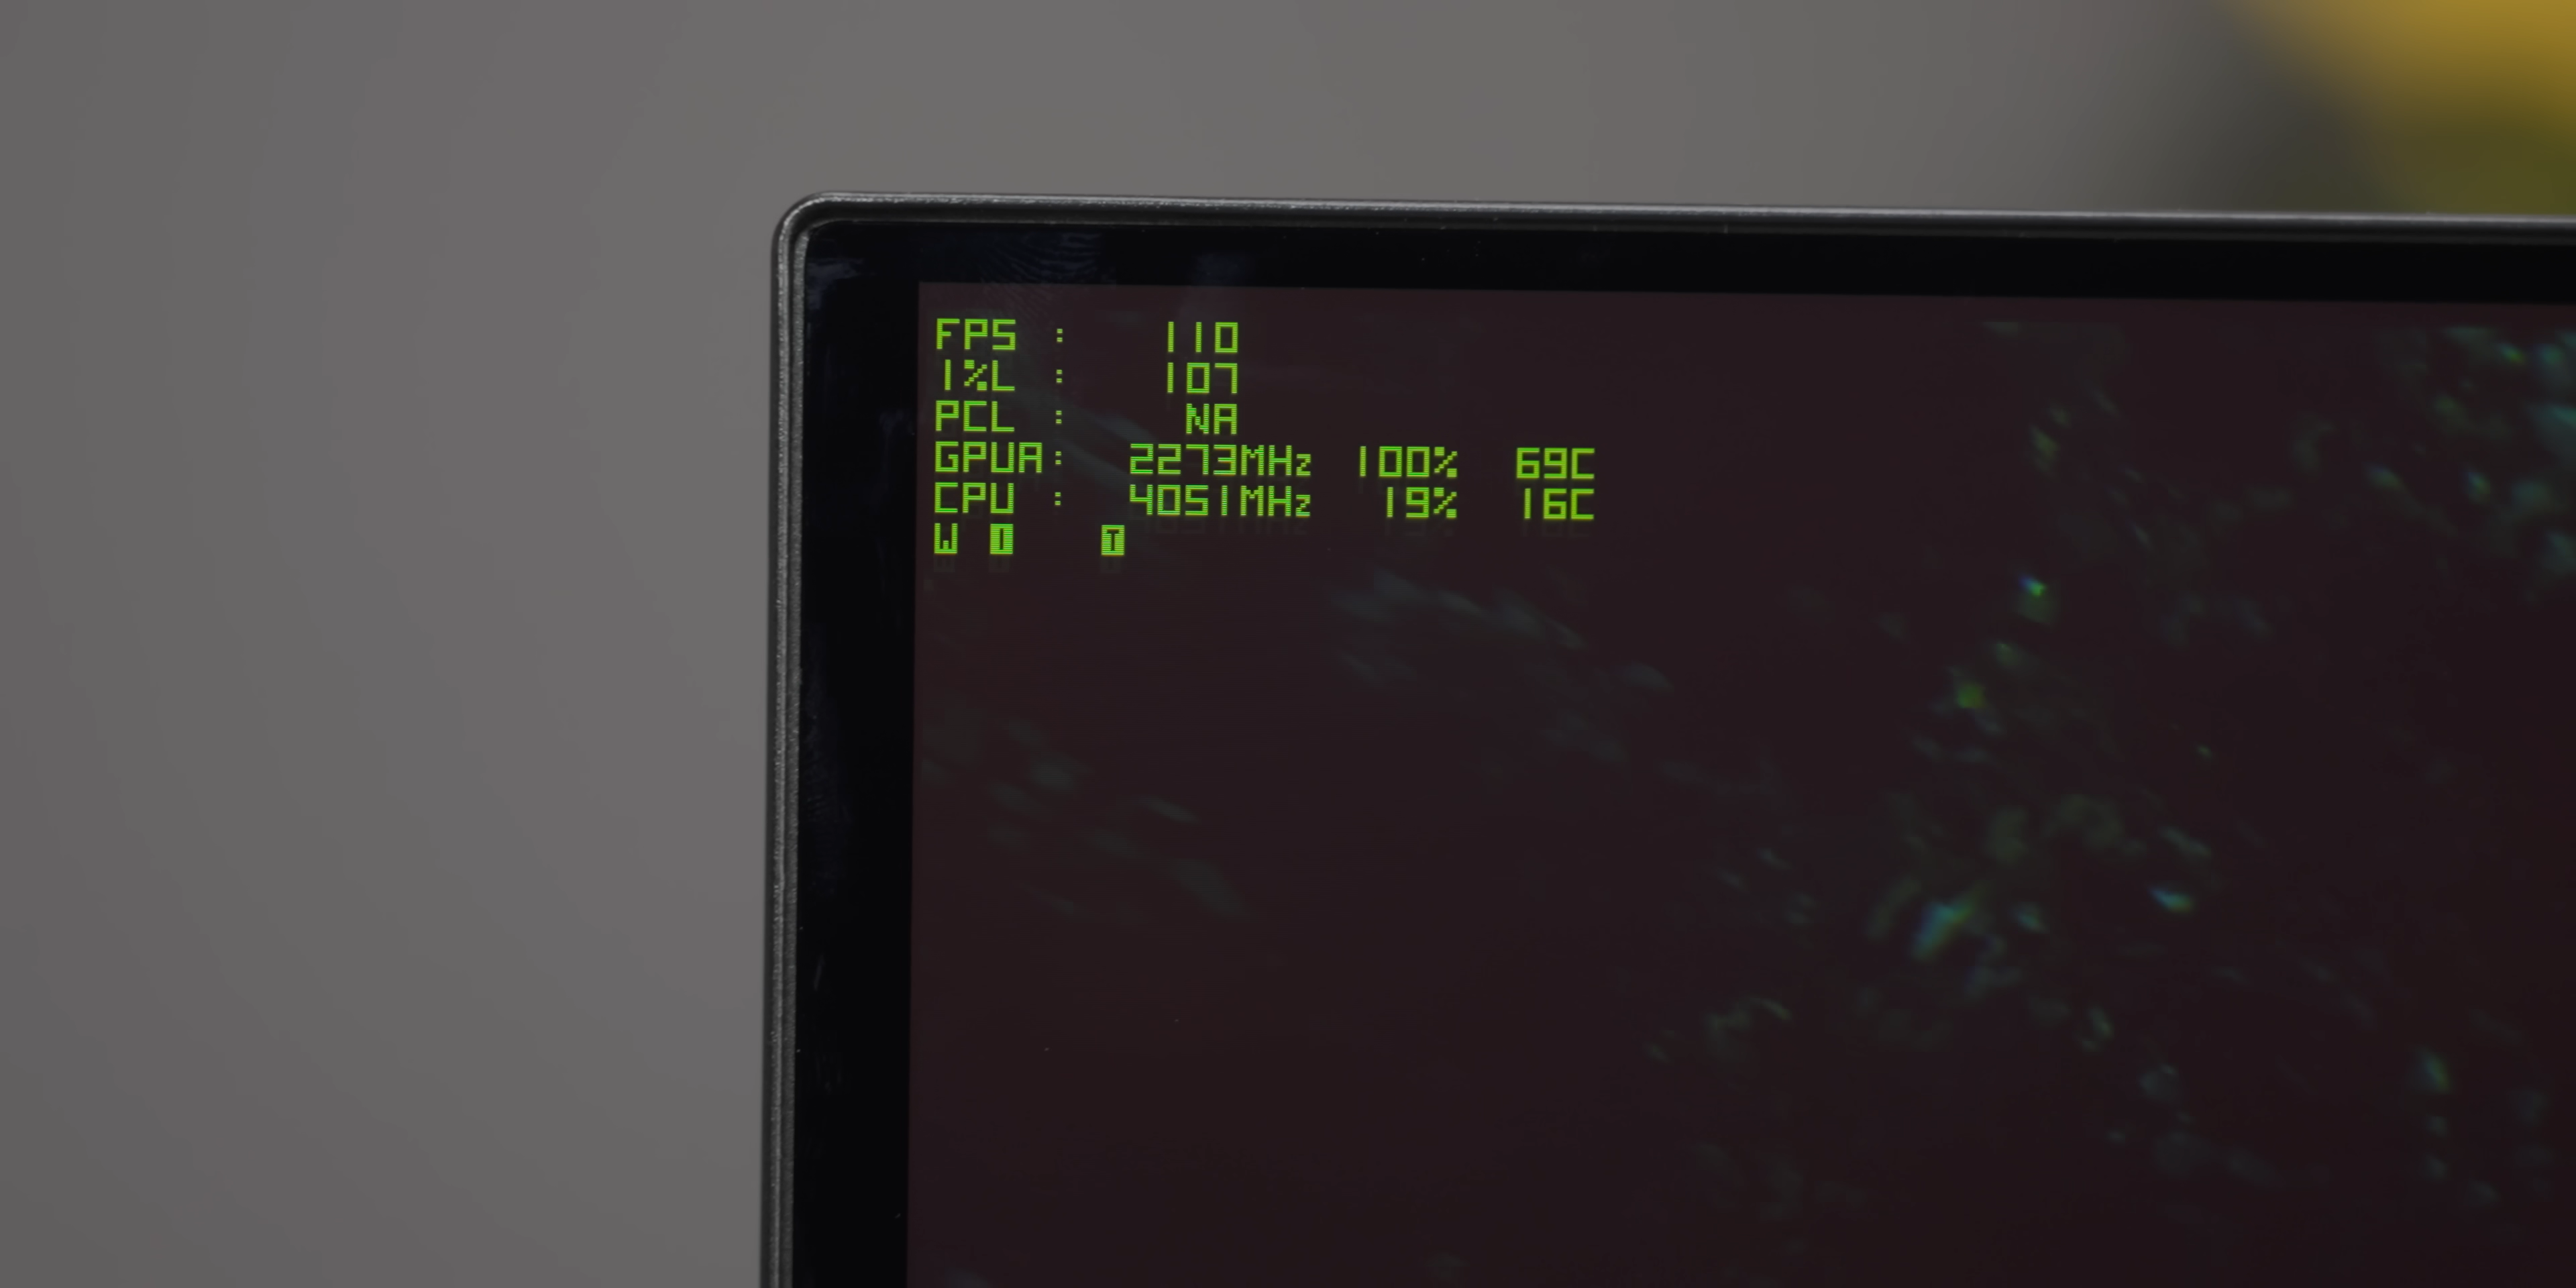 FPS : 110
1%L : 107
PCL : NA
GPUA: 2273MHz 100% 69C
CPU : 4051MHz 19% 16C
W I T